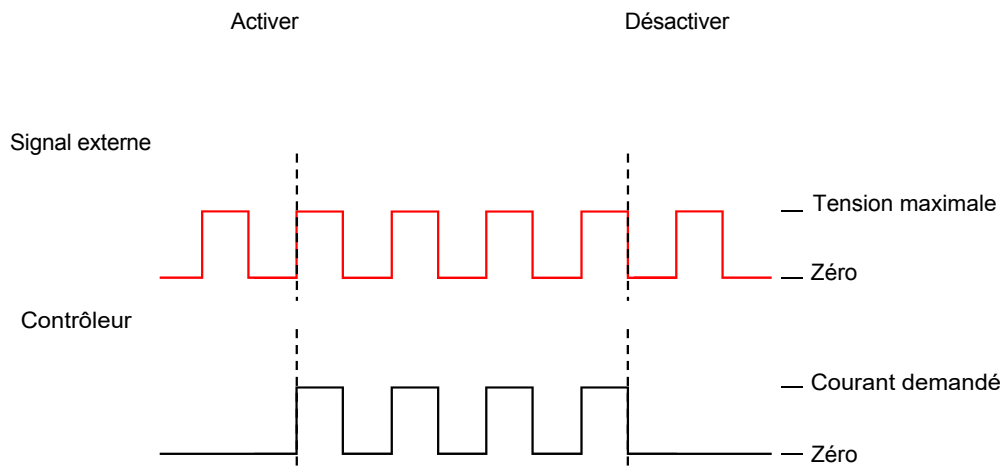 Activer
Désactiver
Signal externe
Tension maximale
Zéro
Contrôleur
Courant demandé
Zéro